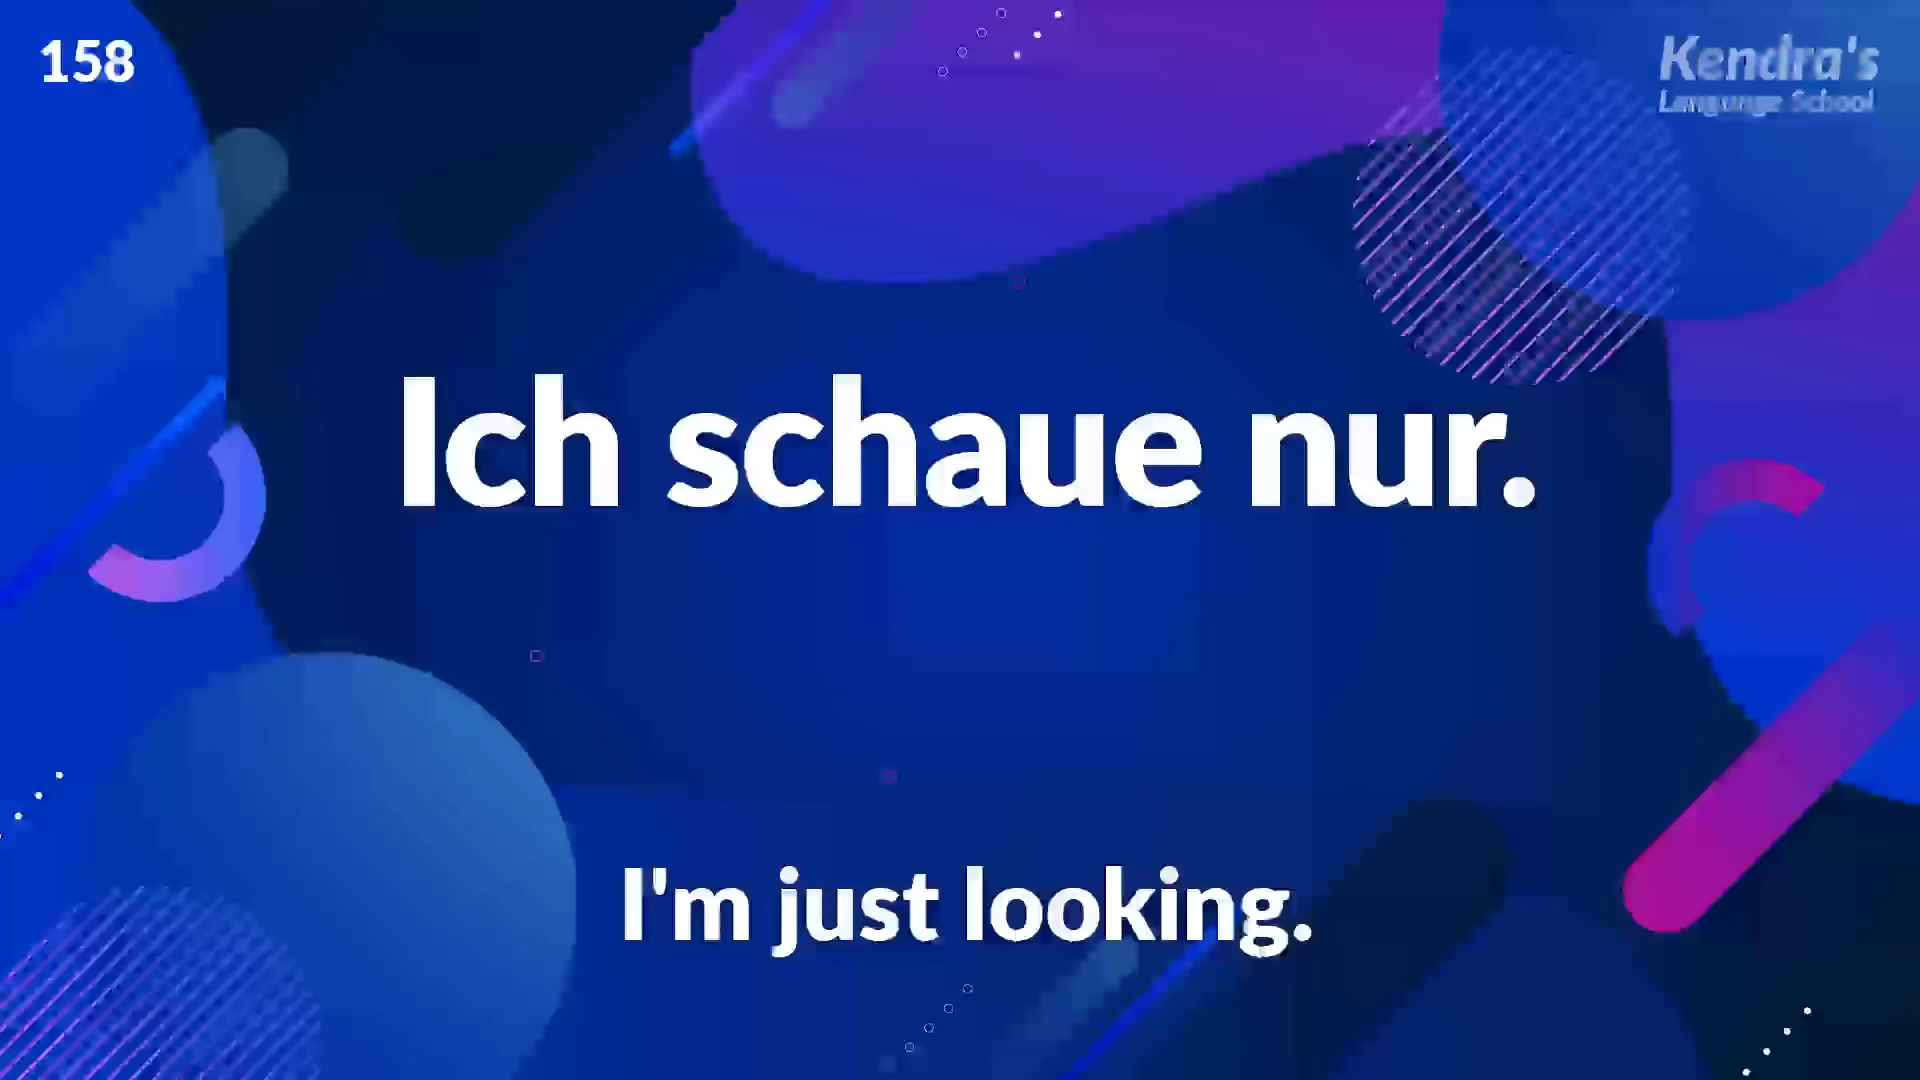 158
Kendra's
Language School
Ich schaue nur.
I'm just looking.